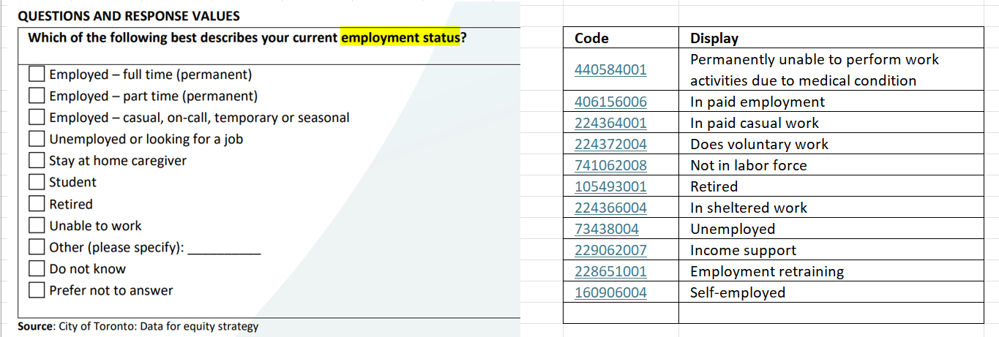 QUESTIONS AND RESPONSE VALUES
Which of the following best describes your current employment status?
Employed – full time (permanent)
Employed – part time (permanent)
Employed – casual, on-call, temporary or seasonal
Unemployed or looking for a job
Stay at home caregiver
Student
Retired
Unable to work
Other (please specify): __________
Do not know
Prefer not to answer
Source: City of Toronto: Data for equity strategy
Code Display
440584001 Permanently unable to perform work
activities due to medical condition
406156006 In paid employment
224364001 In paid casual work
224372004 Does voluntary work
741062008 Not in labor force
105493001 Retired
224366004 In sheltered work
73438004 Unemployed
229062007 Income support
228651001 Employment retraining
160906004 Self-employed